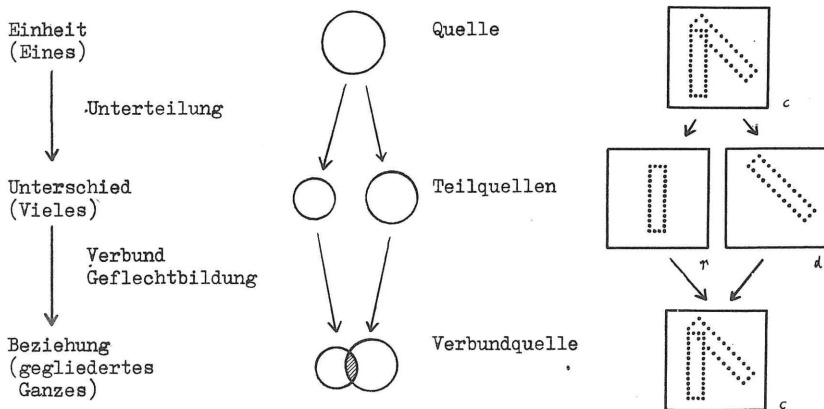 Einheit
(Eines)
Quelle
c
Unterteilung
Unterschied
(Vieles)
Teilquellen
r
d
Verbund
Geflechtbildung
Beziehung
(gegliedertes
Ganzes)
Verbundquelle
c